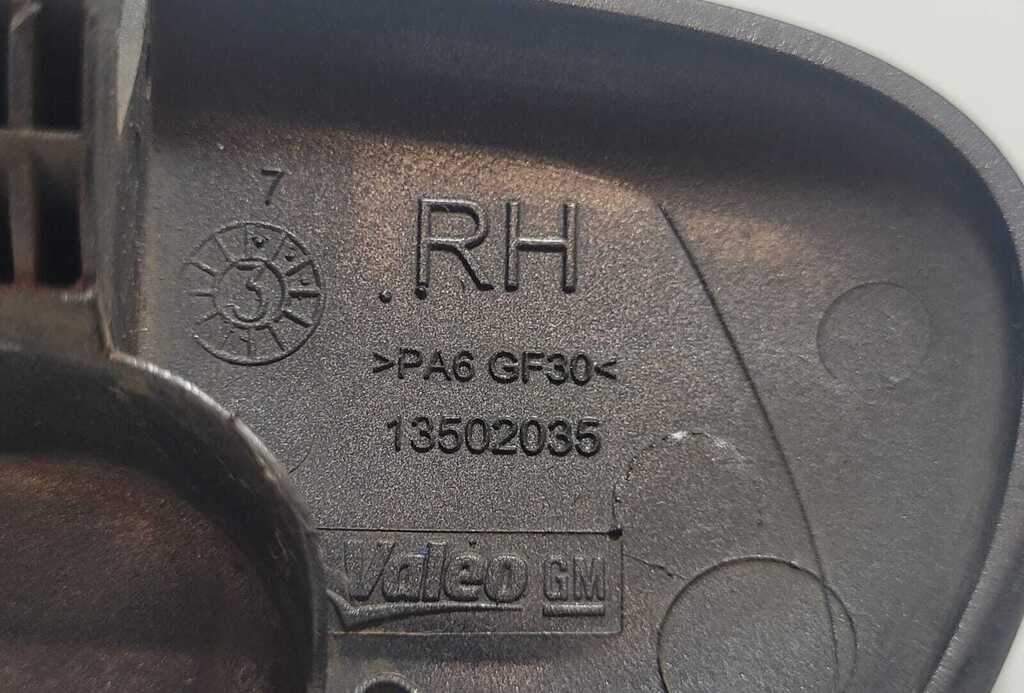 7
3
RH
>PA6 GF30<
13502035
Valeo GM